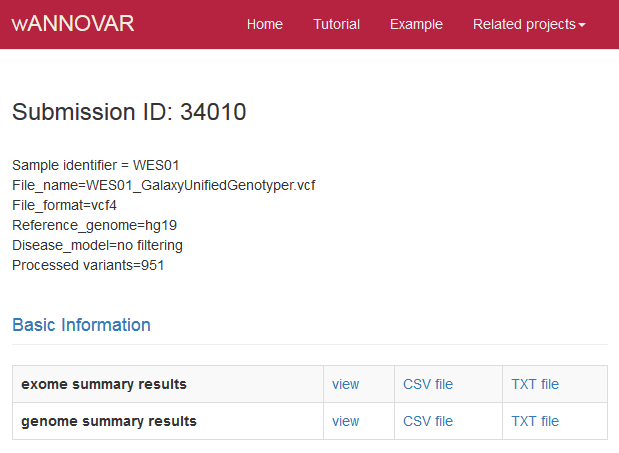 wANNOVAR Home Tutorial Example Related projects
Submission ID: 34010
Sample identifier = WES01
File_name=WES01_GalaxyUnifiedGenotyper.vcf
File_format=vcf4
Reference_genome=hg19
Disease_model=no filtering
Processed variants=951
Basic Information
exome summary results view CSV file TXT file
genome summary results view CSV file TXT file